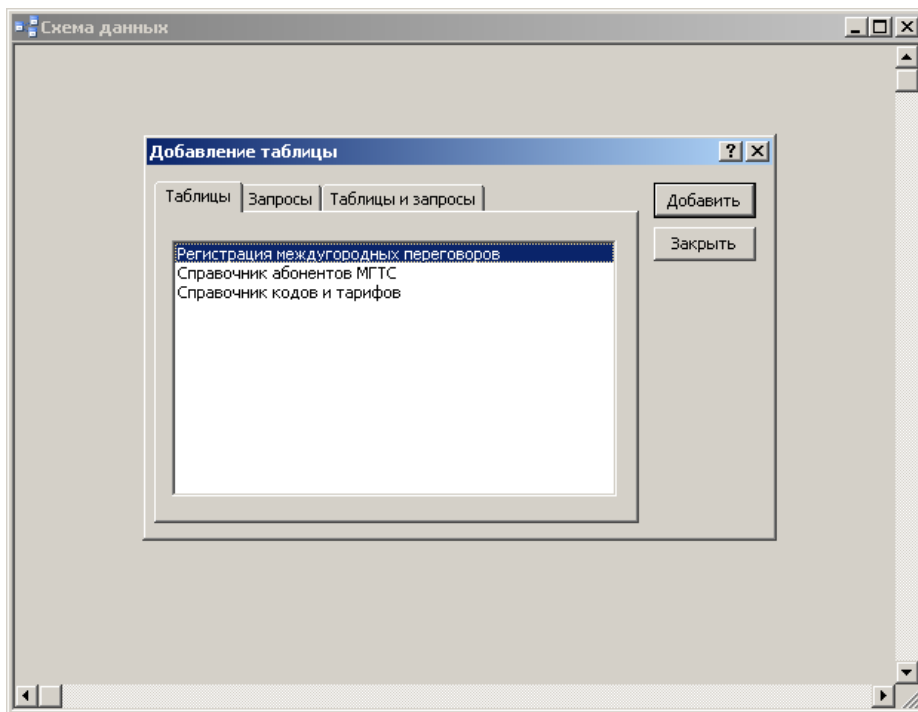 Схема данных
Добавление таблицы
Таблицы Запросы Таблицы и запросы
Добавить
Закрыть
Регистрация междугородных переговоров
Справочник абонентов МГТС
Справочник кодов и тарифов